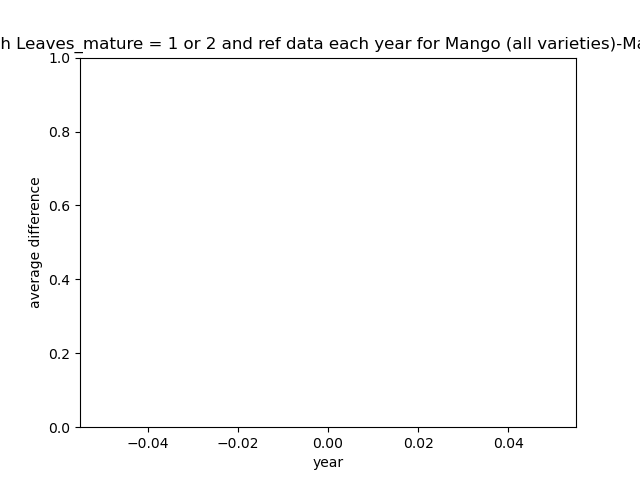 h Leaves_mature = 1 or 2 and ref data each year for Mango (all varieties)-Ma
1.0
0.8
0.6
0.4
0.2
0.0
average difference
−0.04 −0.02 0.00 0.02 0.04
year